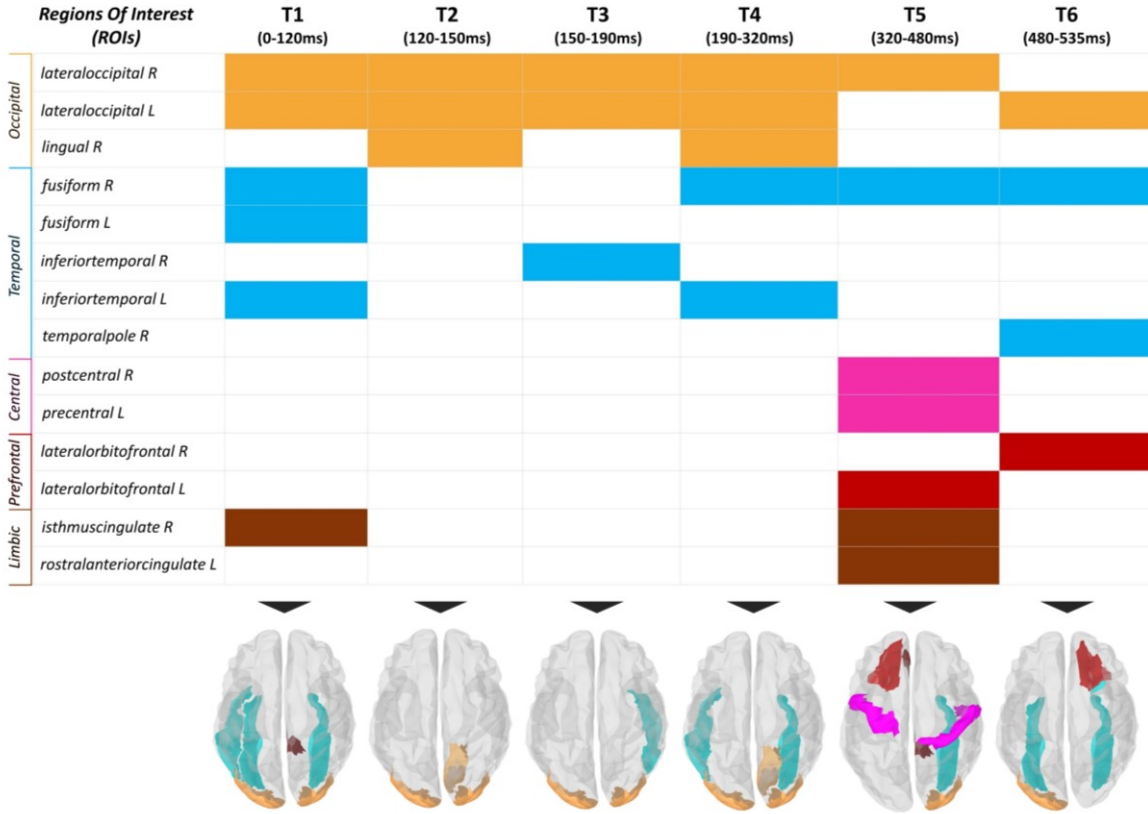 Regions Of Interest (ROIs) T1 T2 T3 T4 T5 T6
(0-120ms) (120-150ms) (150-190ms) (190-320ms) (320-480ms) (480-535ms)
Occipital
lateraloccipital R
lateraloccipital L
lingual R
Temporal
fusiform R
fusiform L
inferiortemporal R
inferiortemporal L
temporalpole R
Central
postcentral R
precentral L
Prefrontal
lateralorbitofrontal R
lateralorbitofrontal L
Limbic
isthmuscingulate R
rostralanteriorcingulate L